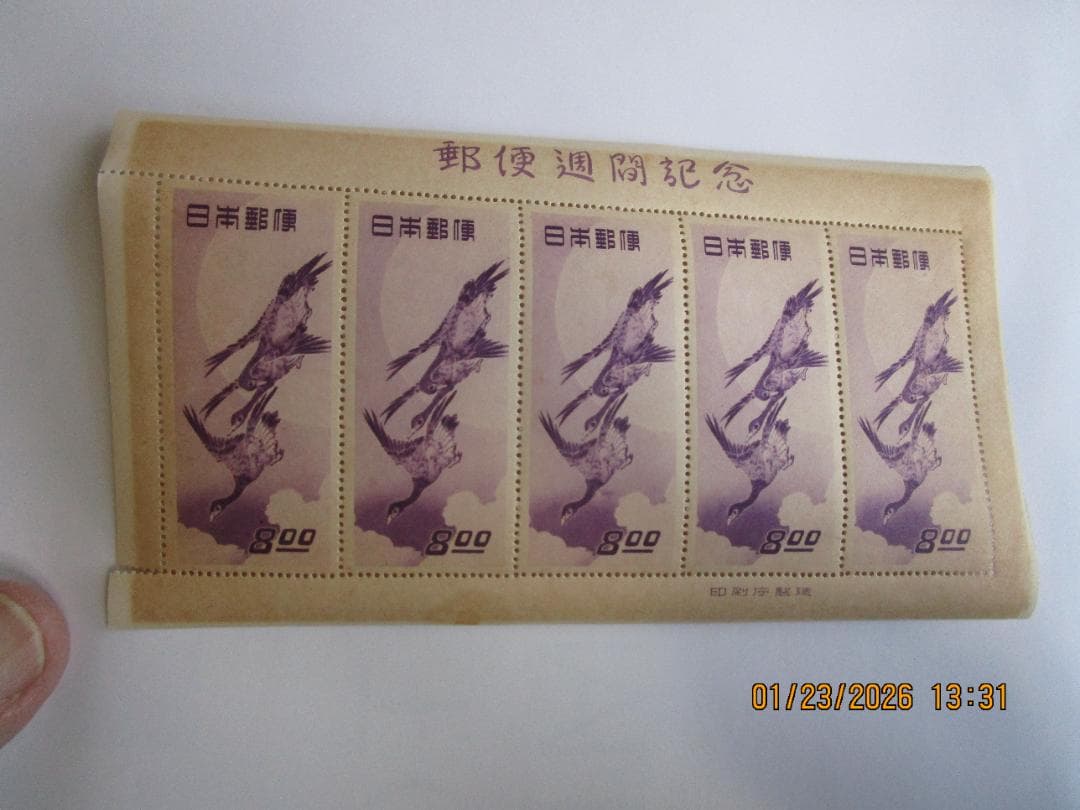 郵便週間記念
日本郵便 日本郵便 日本郵便 日本郵便 日本郵便
8.00 8.00 8.00 8.00 8.00
印刷庁製造
01/23/2026 13:31